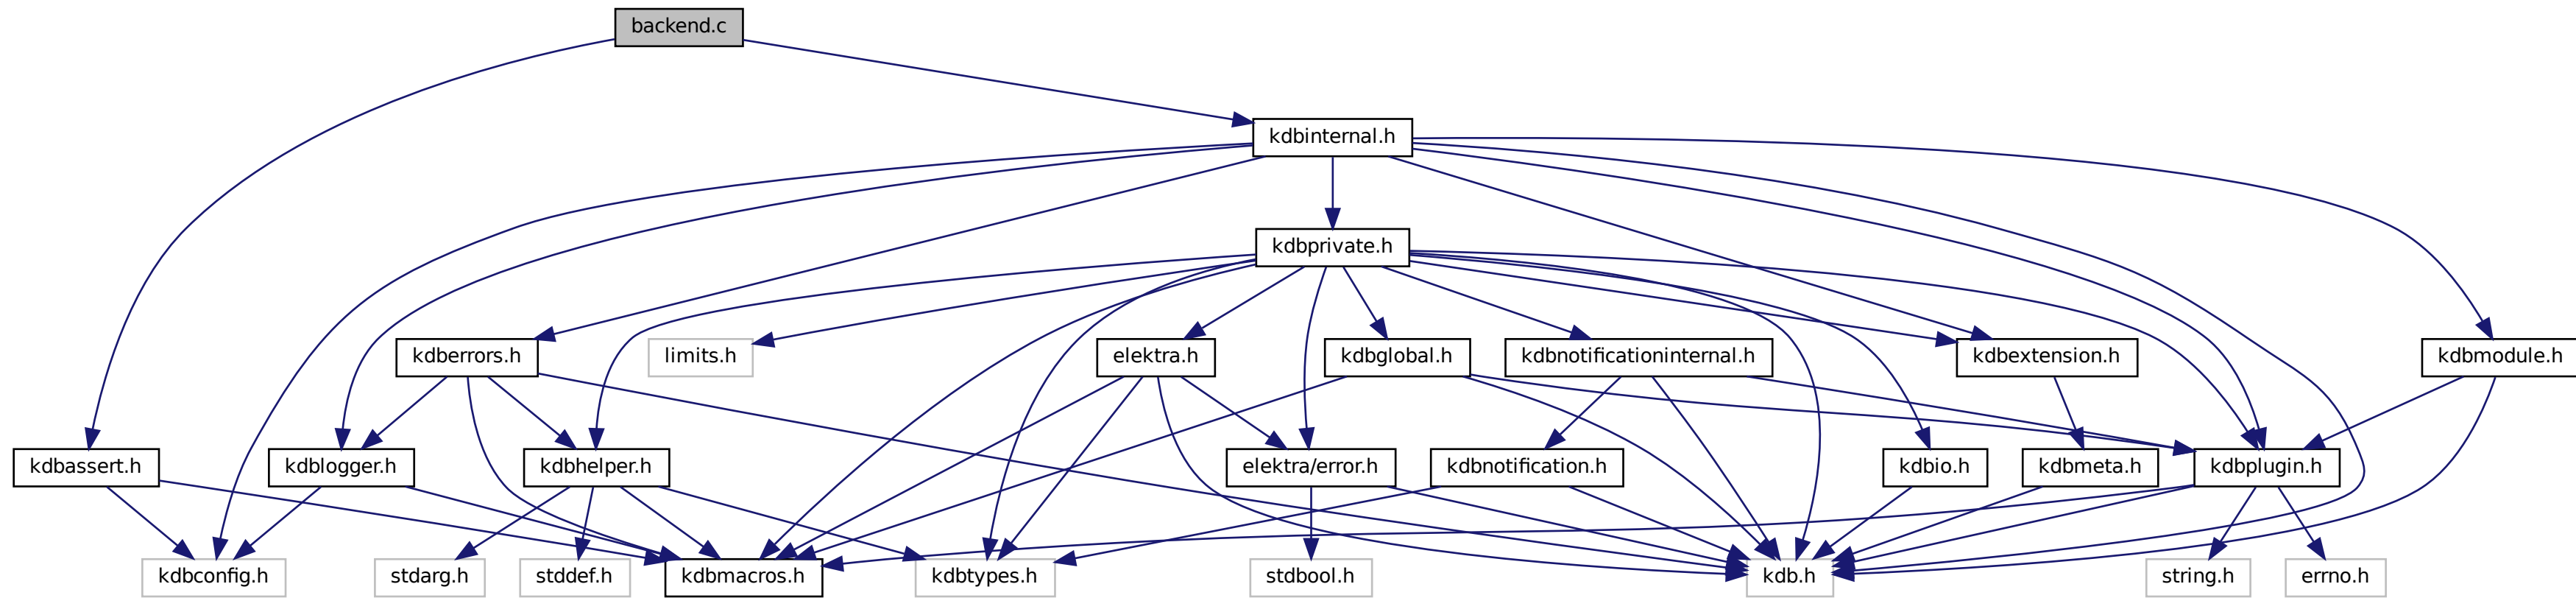 backend.c
kdbinternal.h
kdbprivate.h
kdberrors.h
limits.h
elektra.h
kdbglobal.h
kdbnotificationinternal.h
kdbextension.h
kdbmodule.h
kdbassert.h
kdblogger.h
kdbhelper.h
elektra/error.h
kdbnotification.h
kdbio.h
kdbmeta.h
kdbplugin.h
kdbconfig.h
stdarg.h
stddef.h
kdbmacros.h
kdbtypes.h
stdbool.h
kdb.h
string.h
errno.h